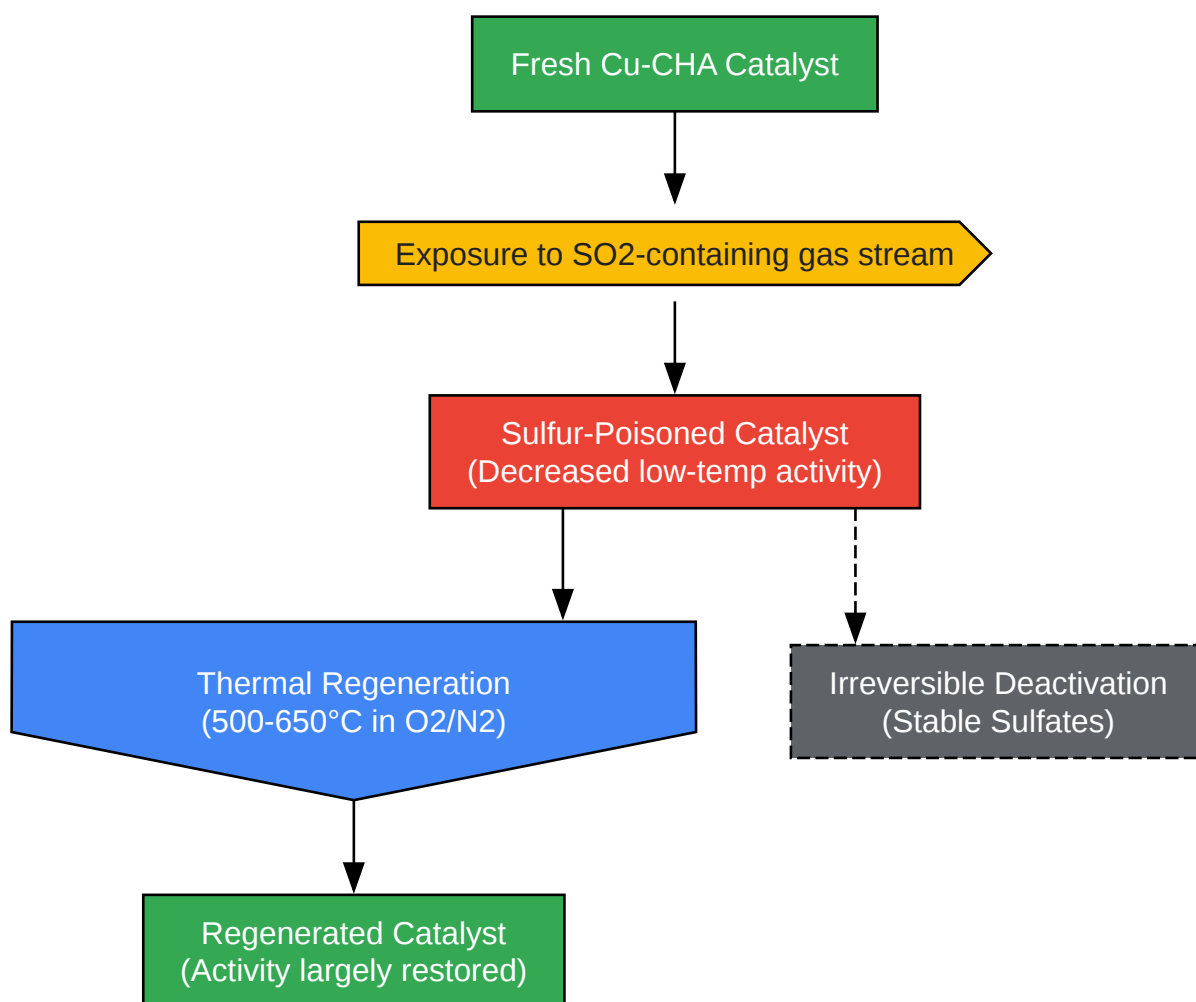 Fresh Cu-CHA Catalyst
Exposure to SO2-containing gas stream
Sulfur-Poisoned Catalyst
(Decreased low-temp activity)
Thermal Regeneration
(500-650°C in O2/N2)
Irreversible Deactivation
(Stable Sulfates)
Regenerated Catalyst
(Activity largely restored)